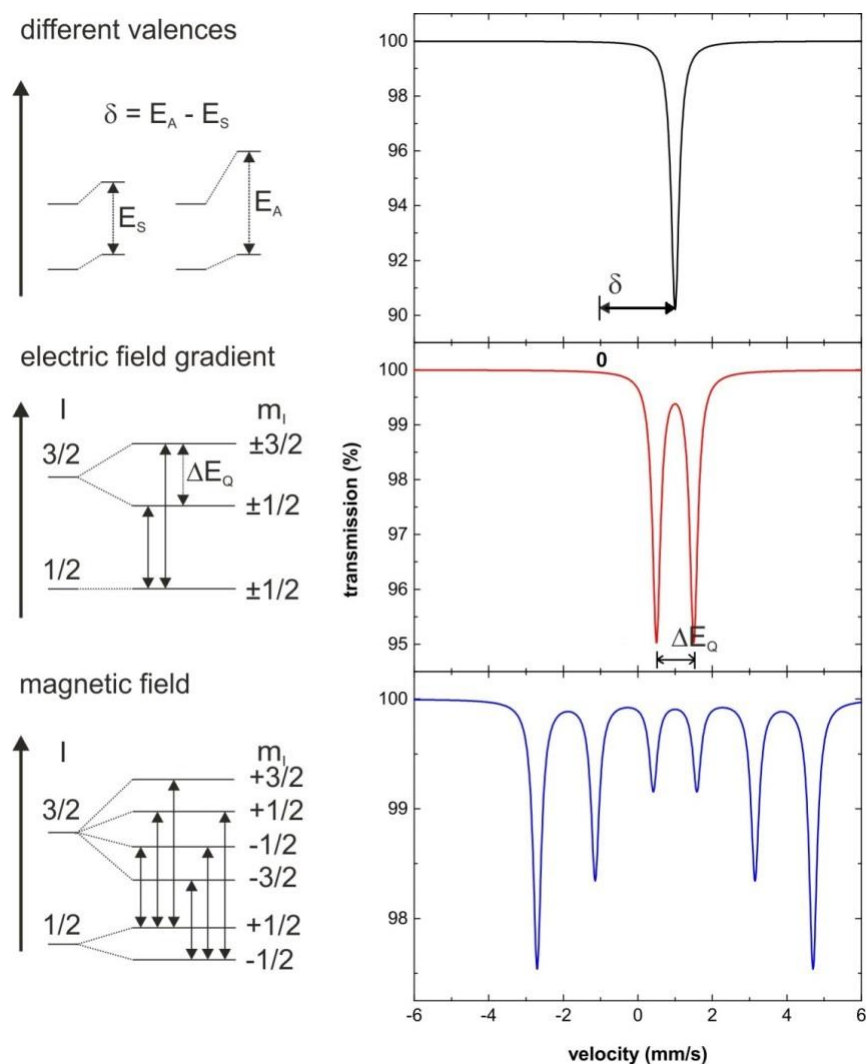 different valences
δ = E_A - E_S
E_S
E_A
100
98
96
94
92
90
δ
electric field gradient
I
m_I
3/2
±3/2
ΔE_Q
±1/2
1/2
±1/2
0
100
99
98
97
96
95
ΔE_Q
transmission (%)
magnetic field
I
m_I
3/2
+3/2
+1/2
-1/2
-3/2
1/2
+1/2
-1/2
100
99
98
-6 -4 -2 0 2 4 6
velocity (mm/s)